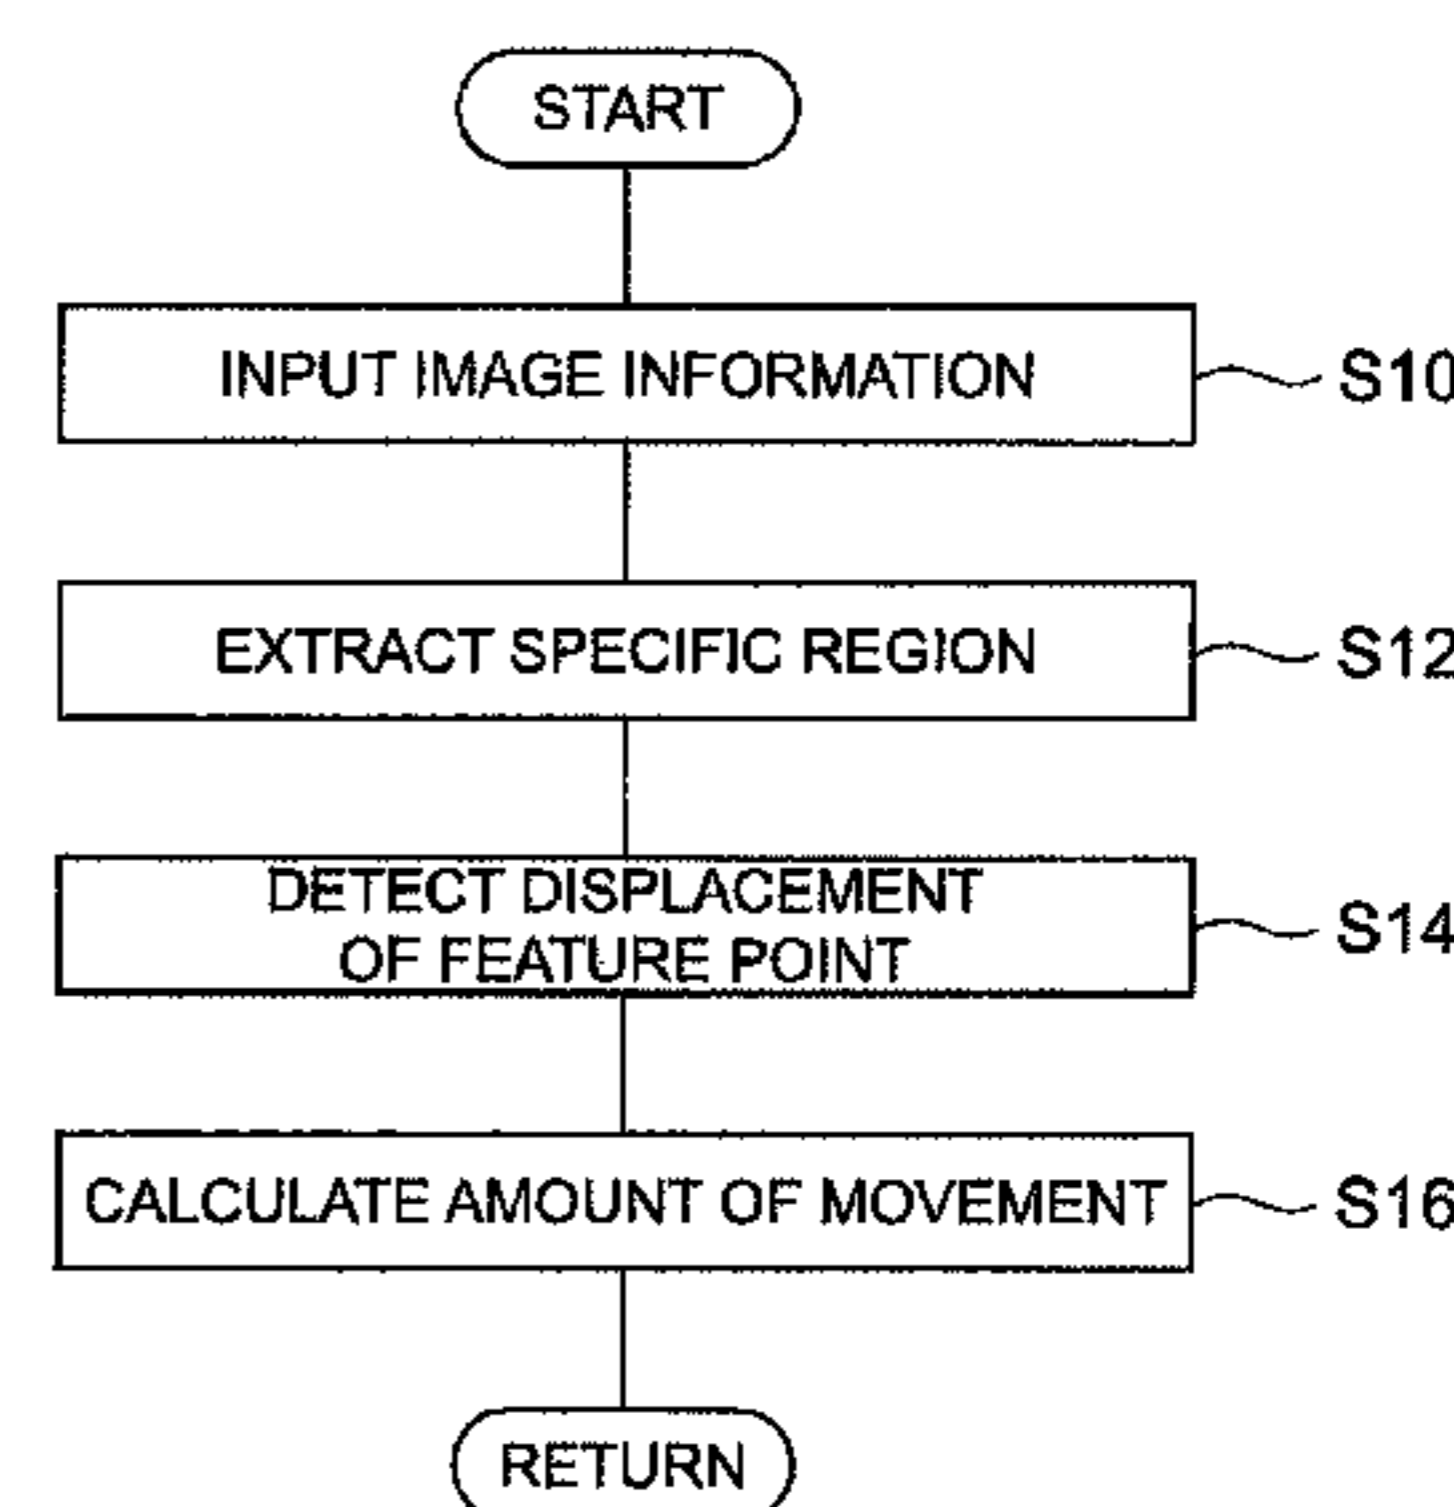 START
INPUT IMAGE INFORMATION
S10
EXTRACT SPECIFIC REGION
S12
DETECT DISPLACEMENT
OF FEATURE POINT
S14
CALCULATE AMOUNT OF MOVEMENT
S16
RETURN